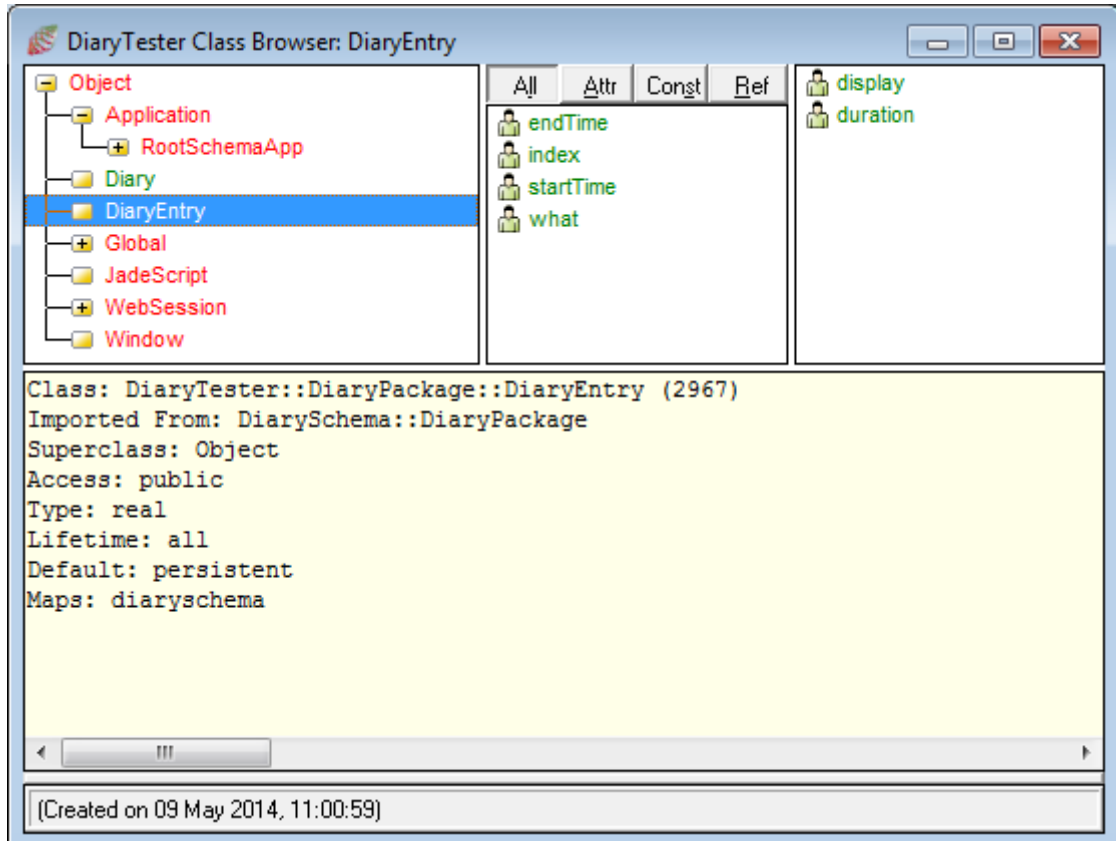 DiaryTester Class Browser: DiaryEntry
Object
Application
RootSchemaApp
Diary
DiaryEntry
Global
JadeScript
WebSession
Window
All Attr Const Ref
endTime
index
startTime
what
display
duration
Class: DiaryTester::DiaryPackage::DiaryEntry (2967)
Imported From: DiarySchema::DiaryPackage
Superclass: Object
Access: public
Type: real
Lifetime: all
Default: persistent
Maps: diaryschema
(Created on 09 May 2014, 11:00:59)